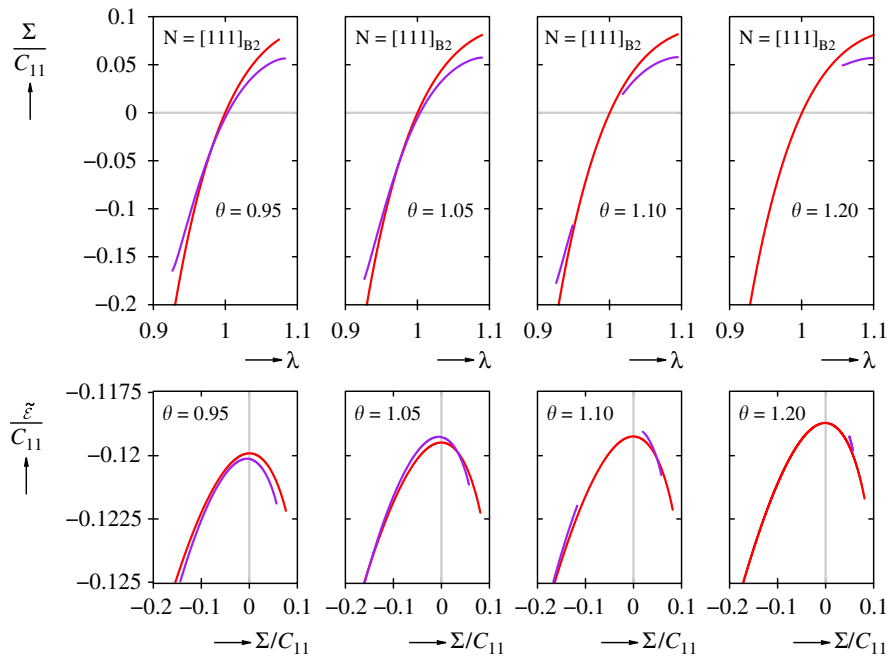 Σ
C11
0.1
0.05
0
−0.05
−0.1
−0.15
−0.2
N = [111]B2
θ = 0.95
0.9 1 1.1
λ
N = [111]B2
θ = 1.05
0.9 1 1.1
λ
N = [111]B2
θ = 1.10
0.9 1 1.1
λ
N = [111]B2
θ = 1.20
0.9 1 1.1
λ
ε̃
C11
−0.1175
−0.12
−0.1225
−0.125
θ = 0.95
−0.2 −0.1 0 0.1
Σ/C11
θ = 1.05
−0.2 −0.1 0 0.1
Σ/C11
θ = 1.10
−0.2 −0.1 0 0.1
Σ/C11
θ = 1.20
−0.2 −0.1 0 0.1
Σ/C11